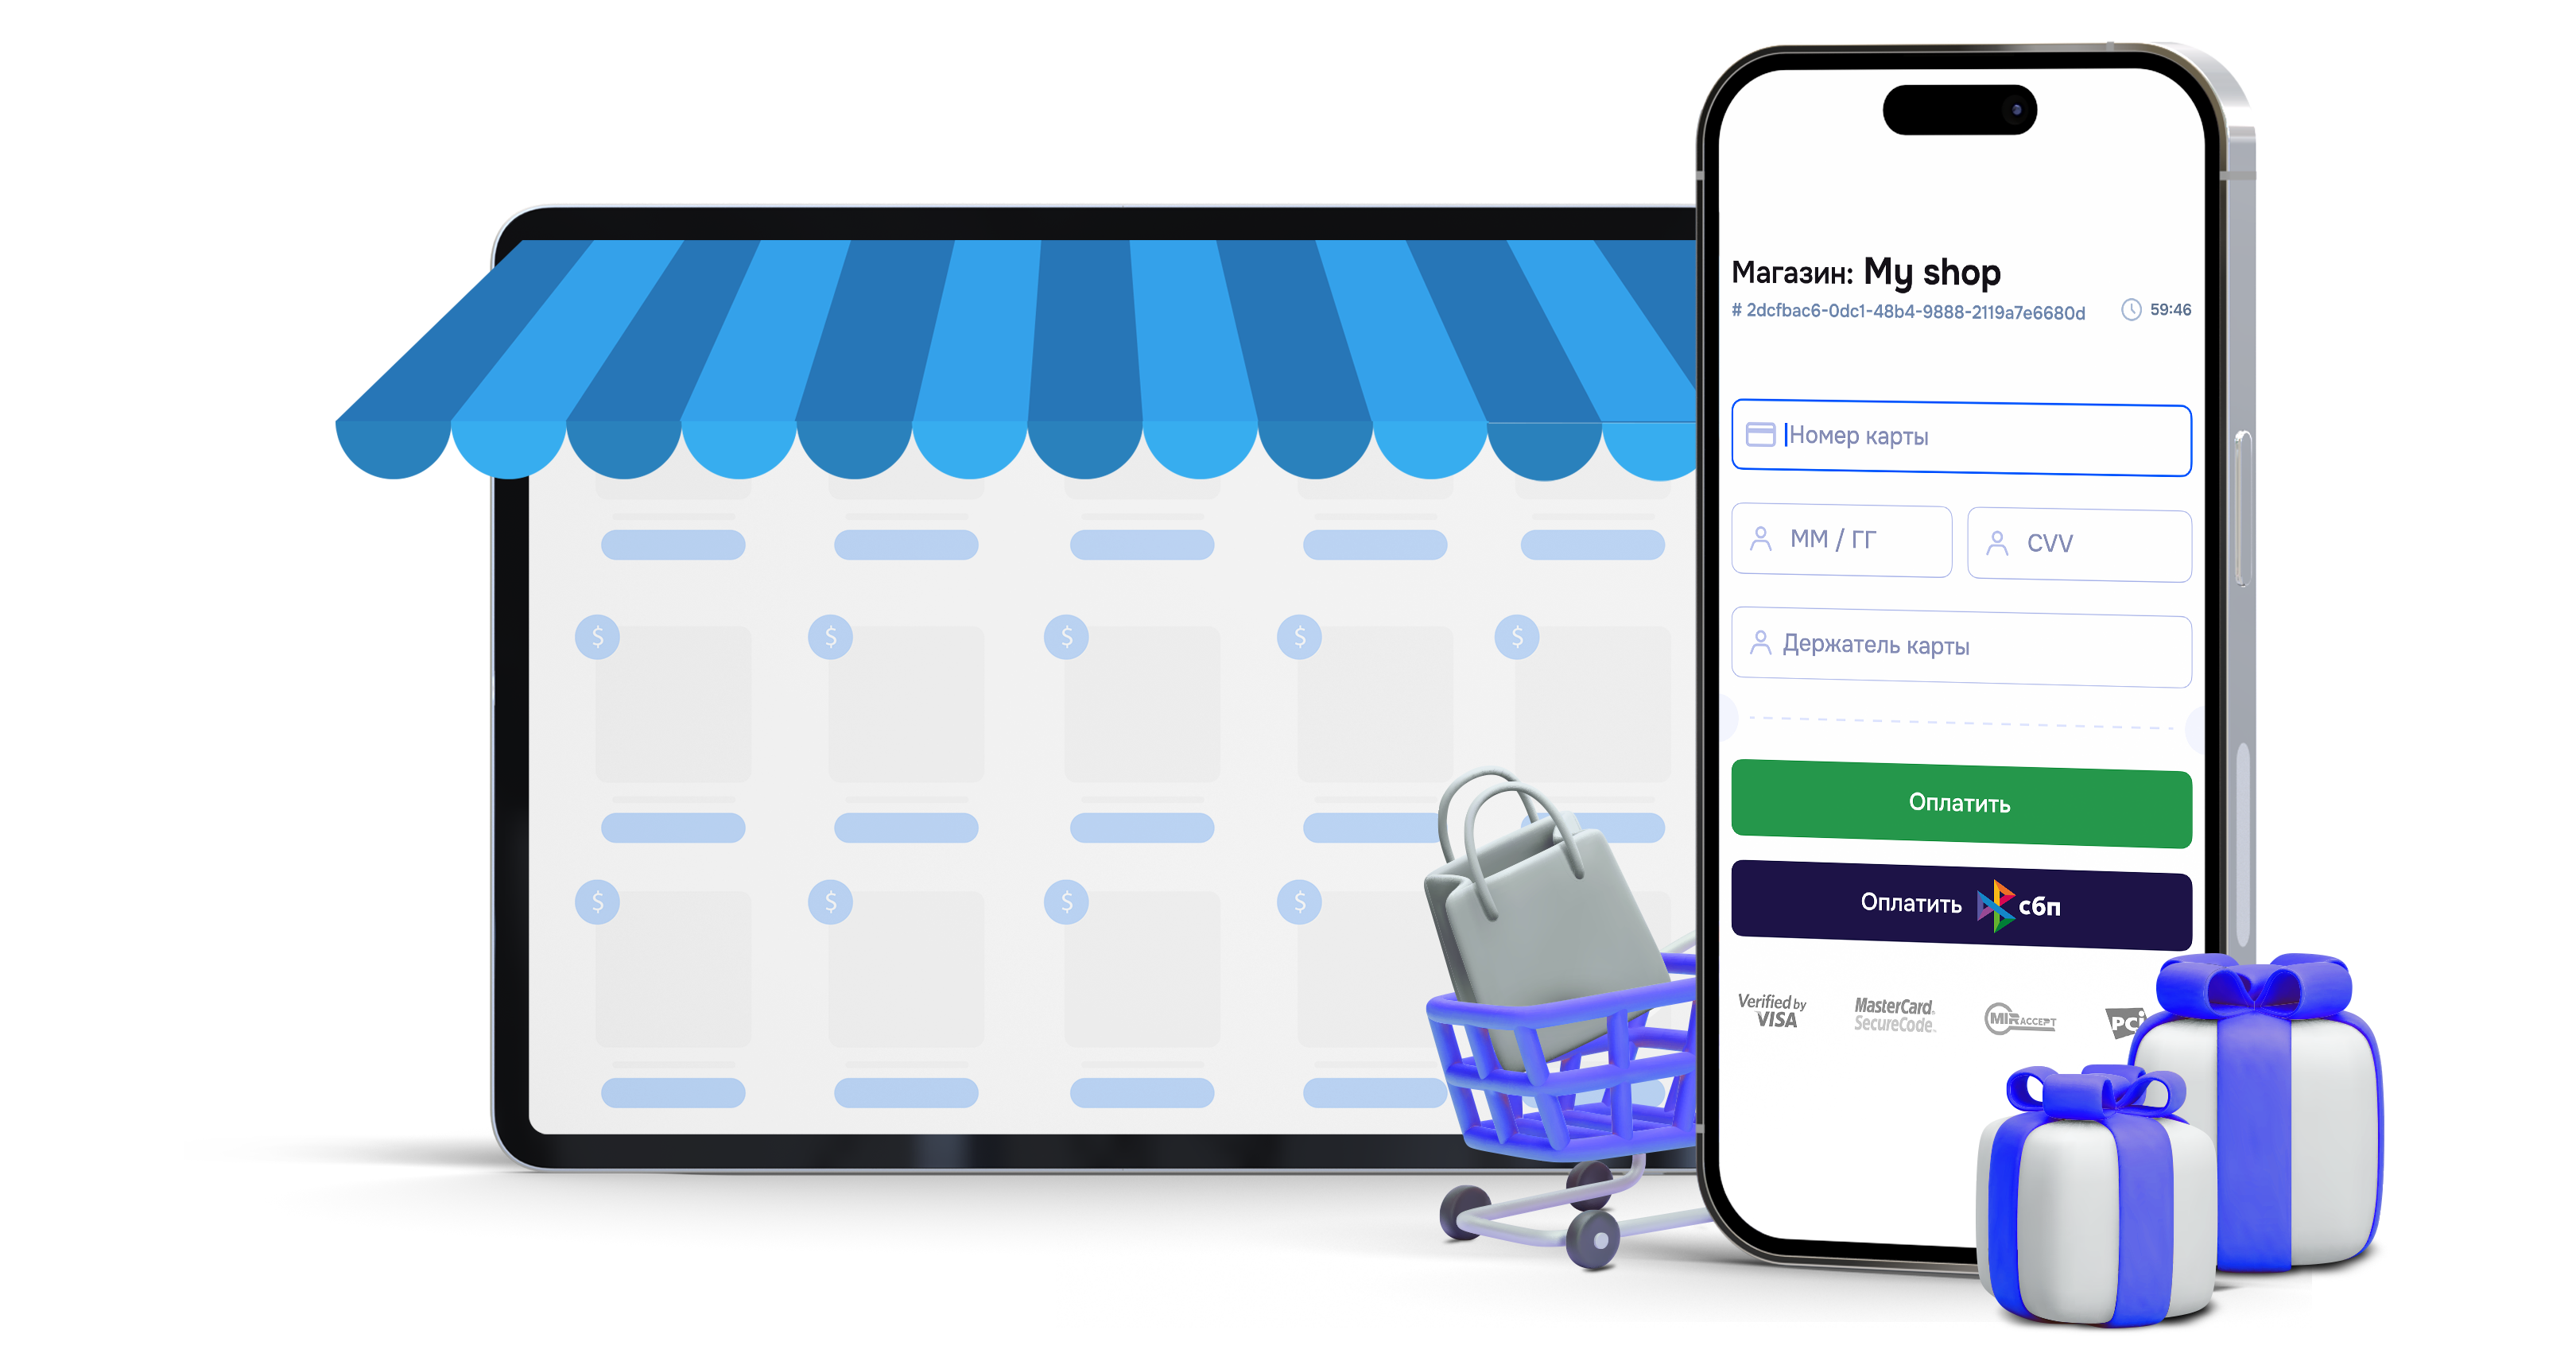 Магазин: My shop
# 2dcfbac6-0dc1-48b4-9888-2119a7e6680d 59:46
Номер карты
ММ / ГГ CVV
Держатель карты
Оплатить
Оплатить сбп
Verified by VISA MasterCard SecureCode MIR ACCEPT PCI
$ $ $ $ $
$ $ $ $